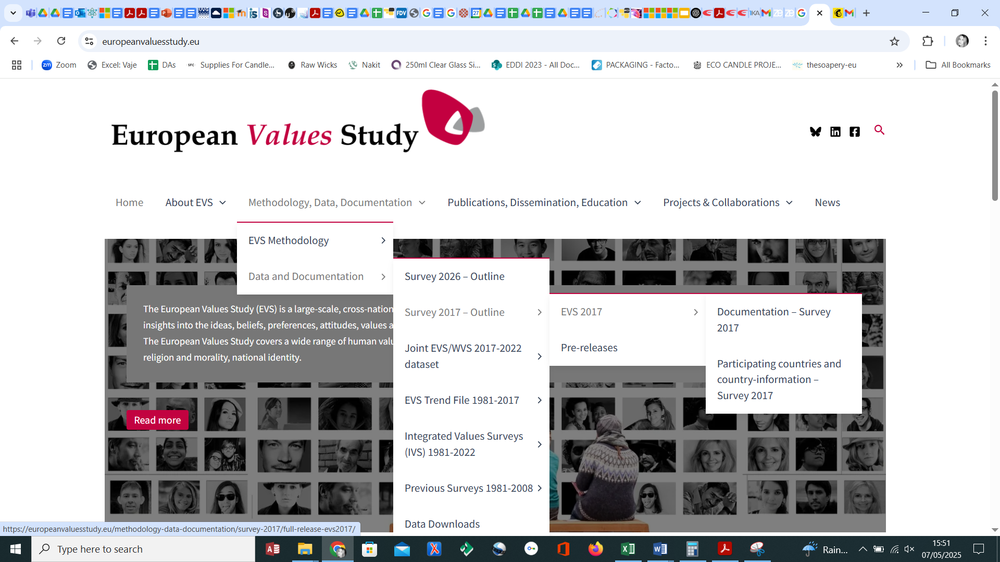 europeanvaluesstudy.eu
Zoom
Excel: Vaje
DAs
Supplies For Candle...
Raw Wicks
Nakit
250ml Clear Glass Si...
EDDI 2023 - All Doc...
PACKAGING - Facto...
ECO CANDLE PROJE...
thesoapery-eu
All Bookmarks
European Values Study
Home
About EVS
Methodology, Data, Documentation
Publications, Dissemination, Education
Projects & Collaborations
News
EVS Methodology
Data and Documentation
Survey 2026 – Outline
Survey 2017 – Outline
Joint EVS/WVS 2017-2022
dataset
EVS Trend File 1981-2017
Integrated Values Surveys
(IVS) 1981-2022
Previous Surveys 1981-2008
Data Downloads
EVS 2017
Pre-releases
Documentation – Survey
2017
Participating countries and
country-information –
Survey 2017
The European Values Study (EVS) is a large-scale, cross-nation
insights into the ideas, beliefs, preferences, attitudes, values a
The European Values Study covers a wide range of human valu
religion and morality, national identity.
Read more
https://europeanvaluesstudy.eu/methodology-data-documentation/survey-2017/full-release-evs2017/
Type here to search
Rain...
15:51
07/05/2025